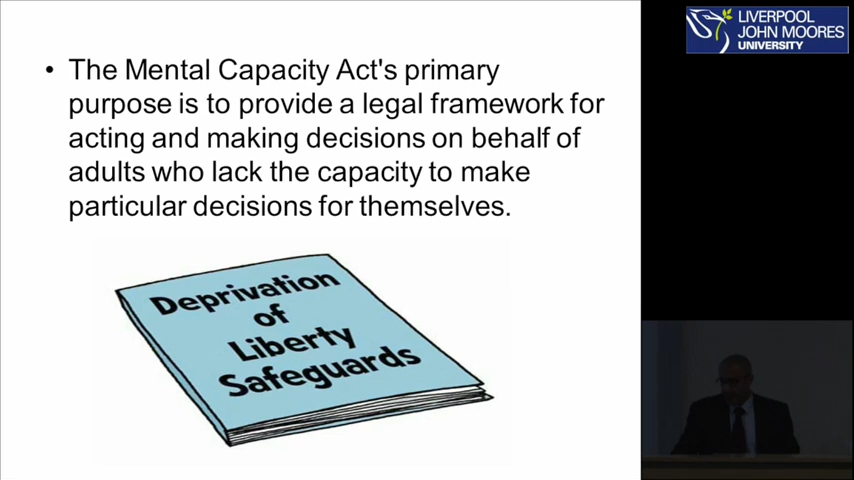 • The Mental Capacity Act's primary
purpose is to provide a legal framework for
acting and making decisions on behalf of
adults who lack the capacity to make
particular decisions for themselves.
Deprivation
of
Liberty
Safeguards
LIVERPOOL
JOHN MOORES
UNIVERSITY